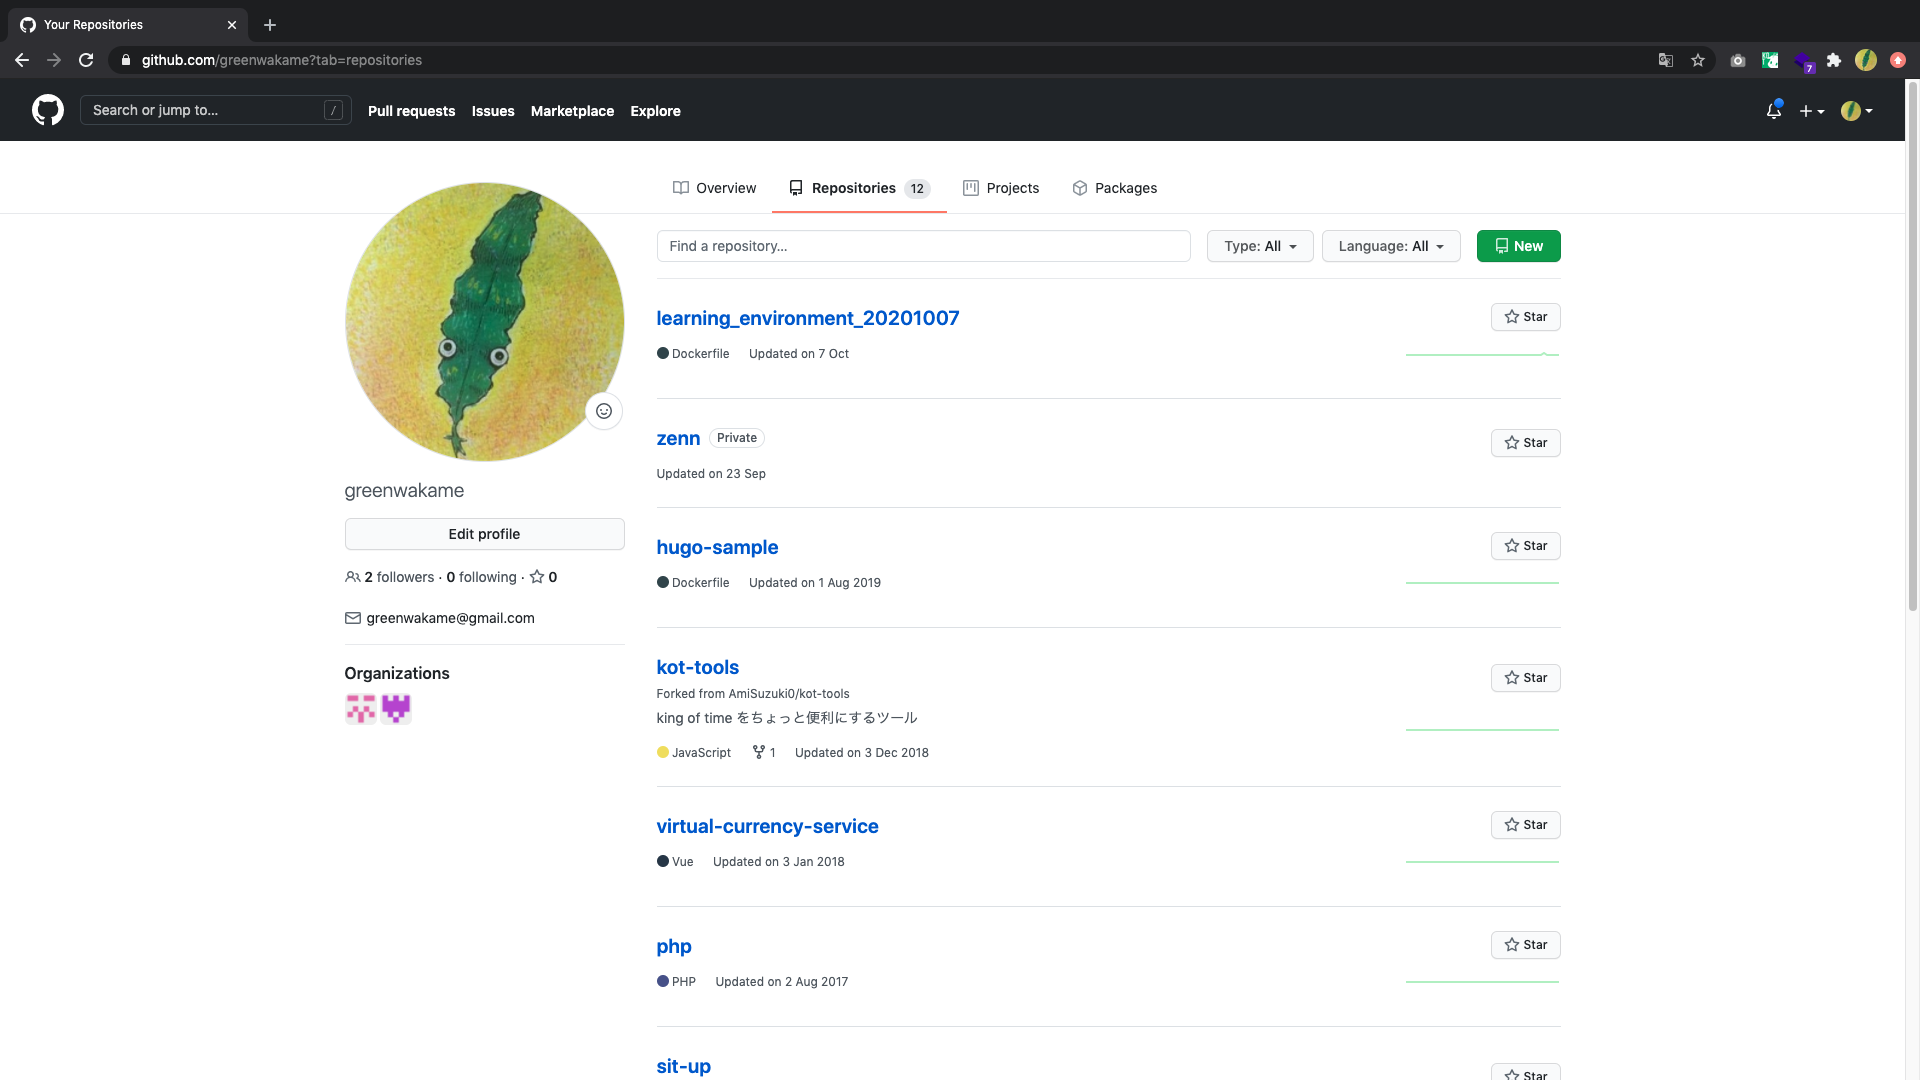 Your Repositories
github.com/greenwakame?tab=repositories
7
Search or jump to... /
Pull requests Issues Marketplace Explore
Overview Repositories 12 Projects Packages
Find a repository... Type: All Language: All New
greenwakame
Edit profile
2 followers · 0 following · 0
greenwakame@gmail.com
Organizations
learning_environment_20201007 Star
Dockerfile Updated on 7 Oct
zenn Private Star
Updated on 23 Sep
hugo-sample Star
Dockerfile Updated on 1 Aug 2019
kot-tools Star
Forked from AmiSuzuki0/kot-tools
king of time をちょっと便利にするツール
JavaScript 1 Updated on 3 Dec 2018
virtual-currency-service Star
Vue Updated on 3 Jan 2018
php Star
PHP Updated on 2 Aug 2017
sit-up Star